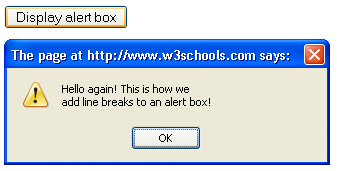 Display alert box
The page at http://www.w3schools.com says:
Hello again! This is how we
add line breaks to an alert box!
OK